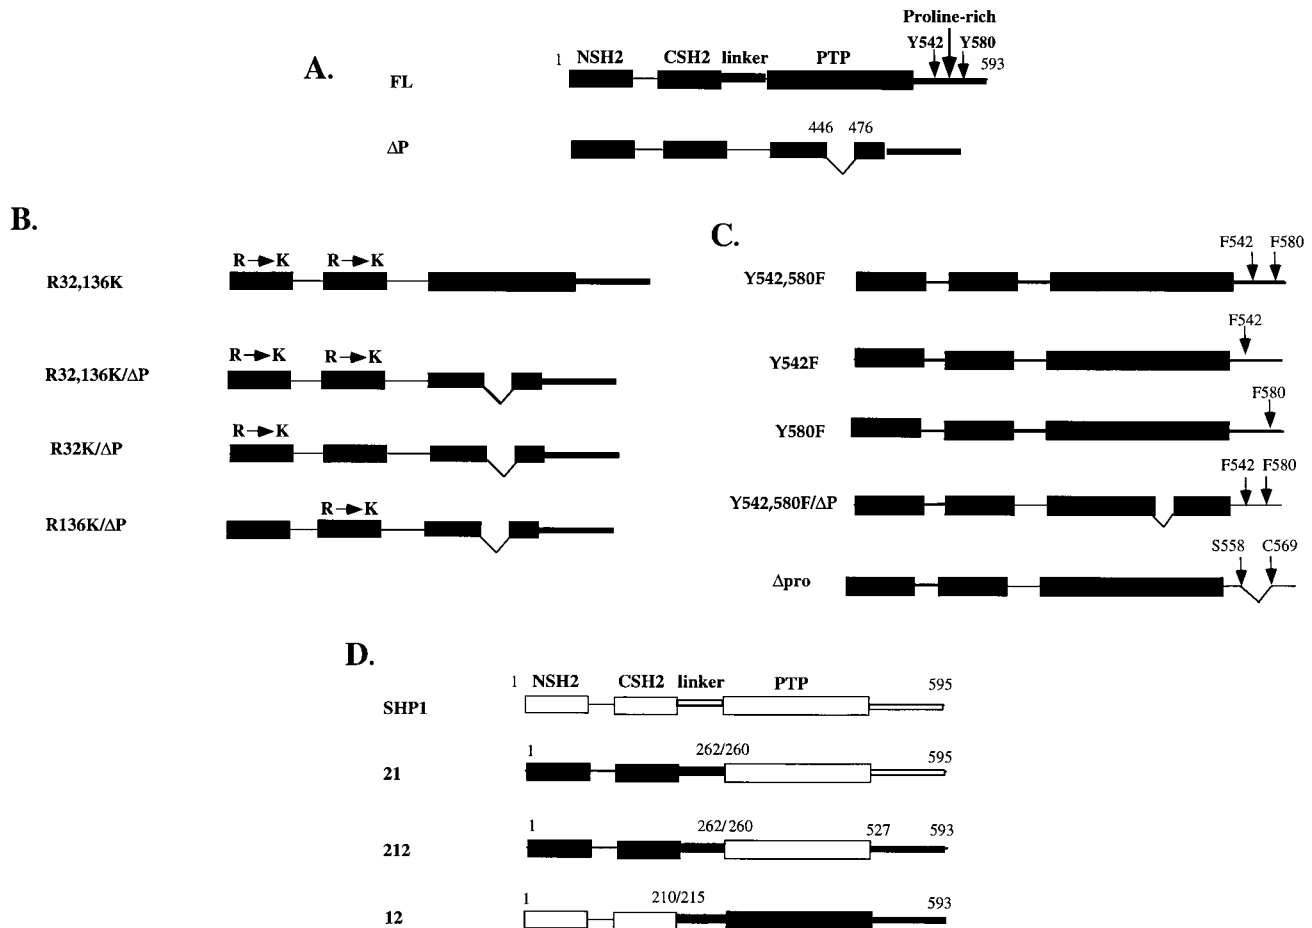 A.
Proline-rich
Y542 Y580
1 NSH2 CSH2 linker PTP 593
FL
446 476
ΔP
B.
R→K R→K
R32,136K
R→K R→K
R32,136K/ΔP
R→K
R32K/ΔP
R→K
R136K/ΔP
C.
F542 F580
Y542,580F
F542
Y542F
F580
Y580F
F542 F580
Y542,580F/ΔP
S558 C569
Δpro
D.
1 NSH2 CSH2 linker PTP 595
SHP1
1 262/260 595
21
1 262/260 527 593
212
1 210/215 593
12